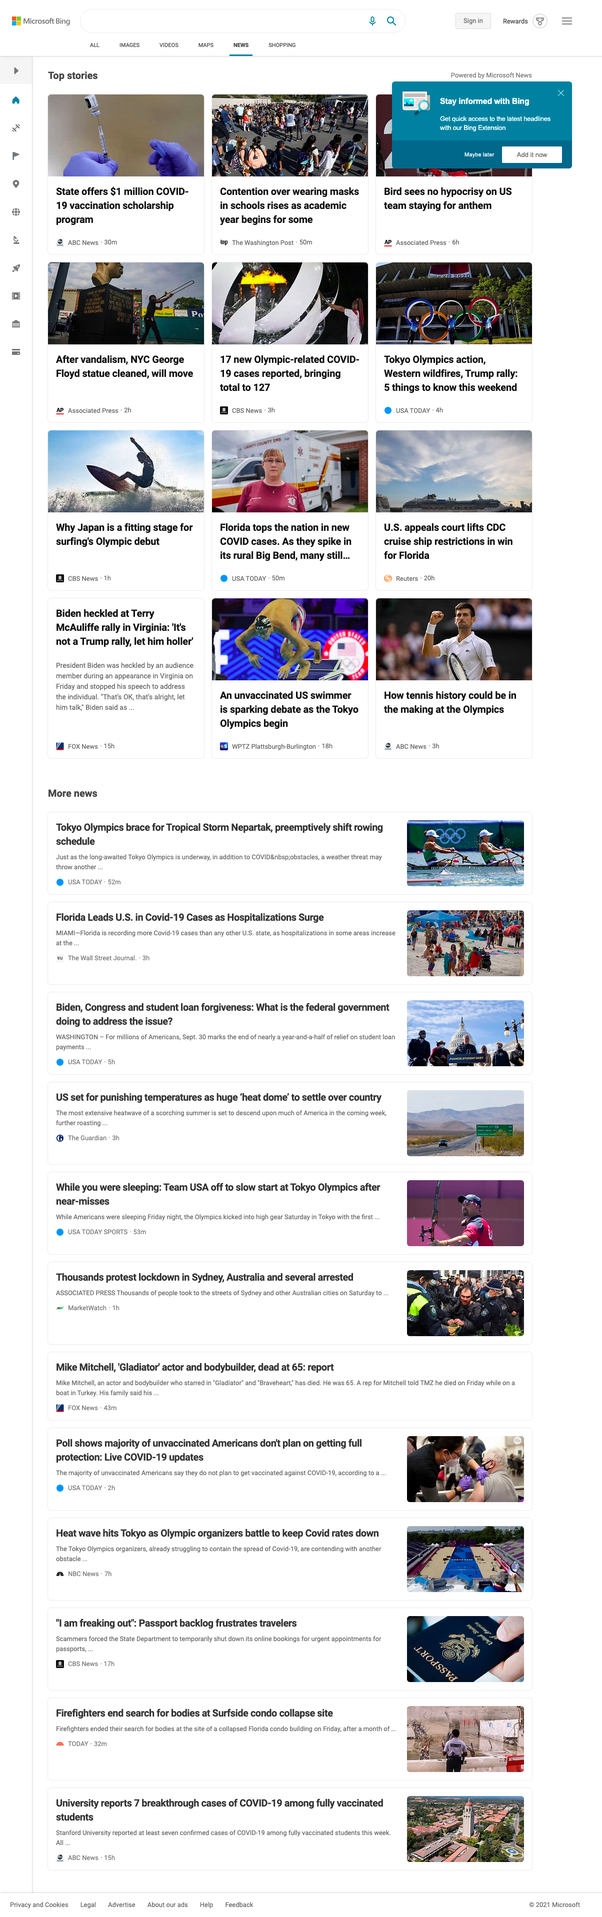 Microsoft Bing
Sign in
Rewards
ALL
IMAGES
VIDEOS
MAPS
NEWS
SHOPPING
Top stories
Powered by Microsoft News
Stay informed with Bing
Get quick access to the latest headlines
with our Bing Extension
Maybe later
Add it now
State offers $1 million COVID-
19 vaccination scholarship
program
ABC News · 30m
Contention over wearing masks
in schools rises as academic
year begins for some
wp The Washington Post · 50m
Bird sees no hypocrisy on US
team staying for anthem
AP Associated Press · 6h
After vandalism, NYC George
Floyd statue cleaned, will move
AP Associated Press · 2h
17 new Olympic-related COVID-
19 cases reported, bringing
total to 127
CBS News · 3h
Tokyo Olympics action,
Western wildfires, Trump rally:
5 things to know this weekend
USA TODAY · 4h
Why Japan is a fitting stage for
surfing's Olympic debut
CBS News · 1h
Florida tops the nation in new
COVID cases. As they spike in
its rural Big Bend, many still...
USA TODAY · 50m
U.S. appeals court lifts CDC
cruise ship restrictions in win
for Florida
Reuters · 20h
Biden heckled at Terry
McAuliffe rally in Virginia: 'It's
not a Trump rally, let him holler'
President Biden was heckled by an audience
member during an appearance in Virginia on
Friday and stopped his speech to address
the individual. "That's OK, that's alright, let
him talk," Biden said as ...
FOX News · 15h
An unvaccinated US swimmer
is sparking debate as the Tokyo
Olympics begin
WPTZ Plattsburgh-Burlington · 18h
How tennis history could be in
the making at the Olympics
ABC News · 3h
More news
Tokyo Olympics brace for Tropical Storm Nepartak, preemptively shift rowing
schedule
Just as the long-awaited Tokyo Olympics is underway, in addition to COVID&nbsp;obstacles, a weather threat may
throw another ...
USA TODAY · 52m
Florida Leads U.S. in Covid-19 Cases as Hospitalizations Surge
MIAMI—Florida is recording more Covid-19 cases than any other U.S. state, as hospitalizations in some areas increase
at the ...
The Wall Street Journal. · 3h
Biden, Congress and student loan forgiveness: What is the federal government
doing to address the issue?
WASHINGTON – For millions of Americans, Sept. 30 marks the end of nearly a year-and-a-half of relief on student loan
payments ...
USA TODAY · 5h
US set for punishing temperatures as huge ‘heat dome’ to settle over country
The most extensive heatwave of a scorching summer is set to descend upon much of America in the coming week,
further roasting ...
The Guardian · 3h
While you were sleeping: Team USA off to slow start at Tokyo Olympics after
near-misses
While Americans were sleeping Friday night, the Olympics kicked into high gear Saturday in Tokyo with the first ...
USA TODAY SPORTS · 53m
Thousands protest lockdown in Sydney, Australia and several arrested
ASSOCIATED PRESS Thousands of people took to the streets of Sydney and other Australian cities on Saturday to ...
MarketWatch · 1h
Mike Mitchell, 'Gladiator' actor and bodybuilder, dead at 65: report
Mike Mitchell, an actor and bodybuilder who starred in "Gladiator" and "Braveheart," has died. He was 65. A rep for Mitchell told TMZ he died on Friday while on a
boat in Turkey. His family said his ...
FOX News · 43m
Poll shows majority of unvaccinated Americans don't plan on getting full
protection: Live COVID-19 updates
The majority of unvaccinated Americans say they do not plan to get vaccinated against COVID-19, according to a ...
USA TODAY · 2h
Heat wave hits Tokyo as Olympic organizers battle to keep Covid rates down
The Tokyo Olympics organizers, already struggling to contain the spread of Covid-19, are contending with another
obstacle ...
NBC News · 7h
"I am freaking out": Passport backlog frustrates travelers
Scammers forced the State Department to temporarily shut down its online bookings for urgent appointments for
passports, ...
CBS News · 17h
PASSPORT
Firefighters end search for bodies at Surfside condo collapse site
Firefighters ended their search for bodies at the site of a collapsed Florida condo building on Friday, after a month of ...
TODAY · 32m
University reports 7 breakthrough cases of COVID-19 among fully vaccinated
students
Stanford University reported at least seven confirmed cases of COVID-19 among fully vaccinated students this week.
All ...
ABC News · 15h
Privacy and Cookies
Legal
Advertise
About our ads
Help
Feedback
© 2021 Microsoft